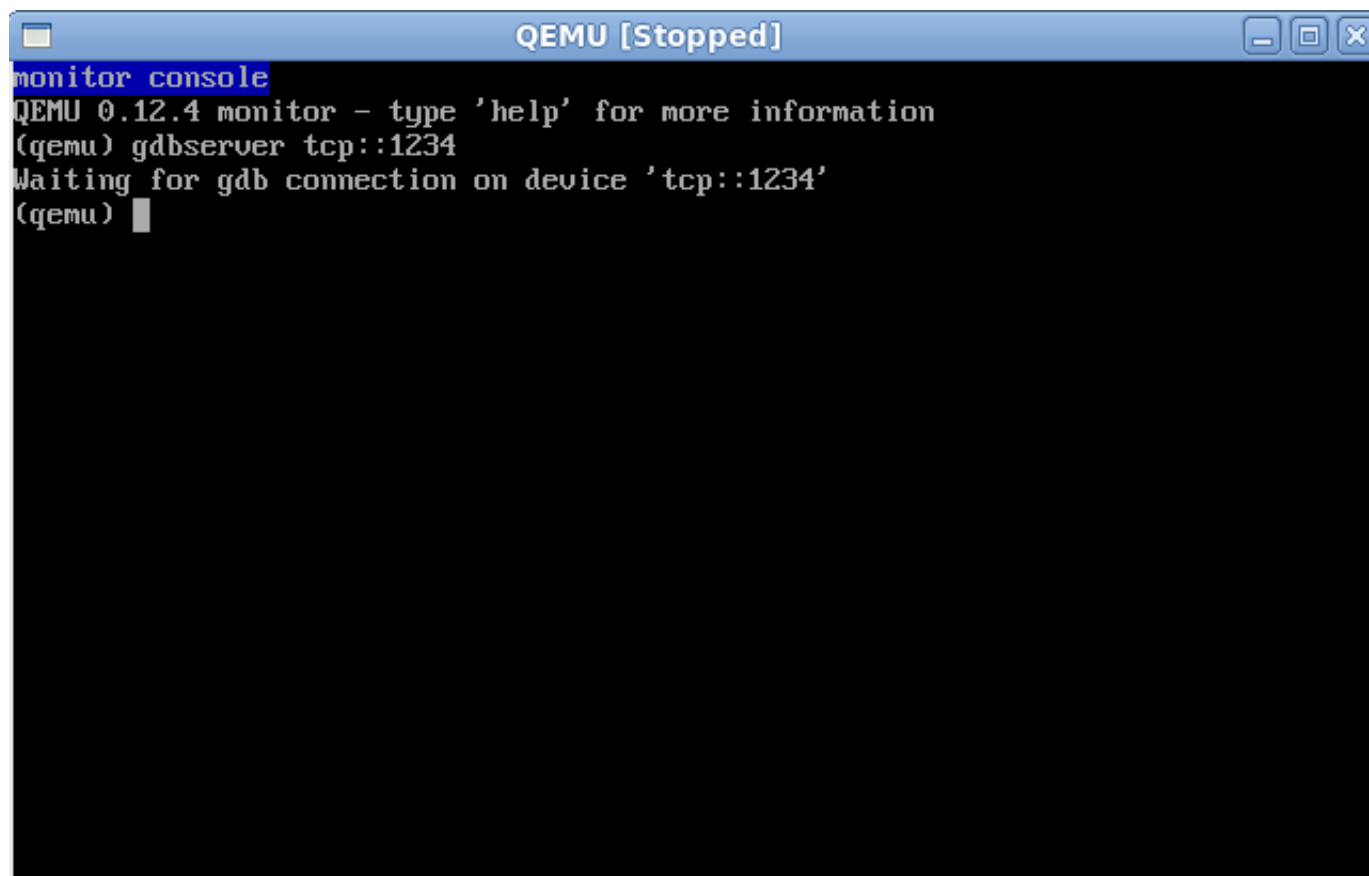 QEMU [Stopped]
monitor console
QEMU 0.12.4 monitor - type 'help' for more information
(qemu) gdbserver tcp::1234
Waiting for gdb connection on device 'tcp::1234'
(qemu)